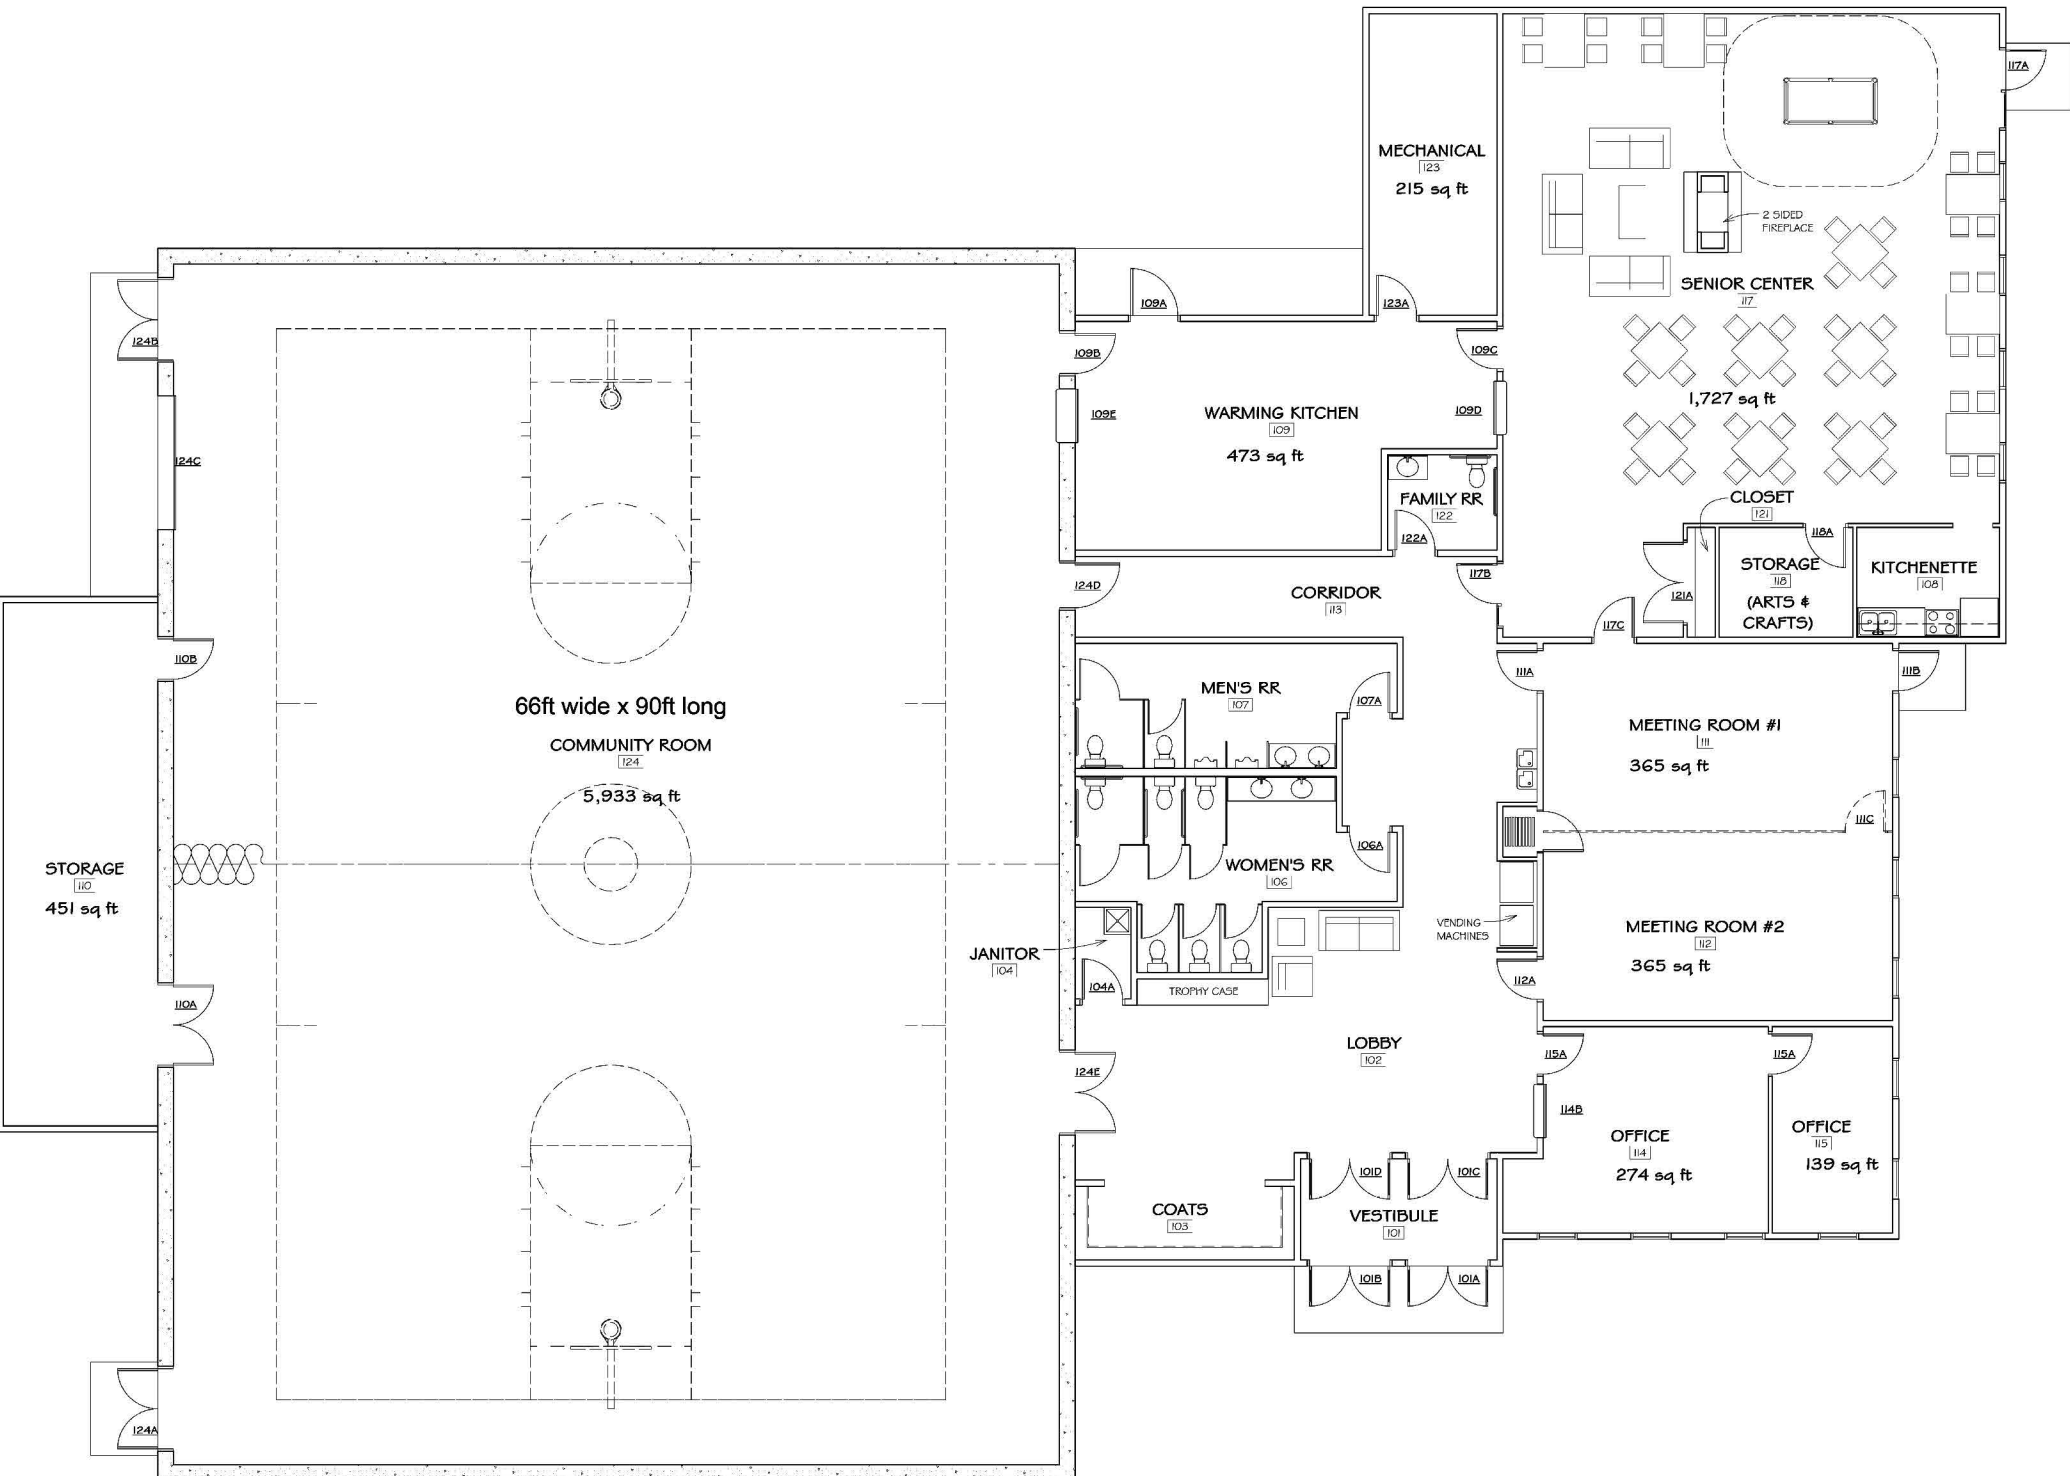 117A
MECHANICAL
123
215 sq ft
2 SIDED
FIREPLACE
SENIOR CENTER
117
1,727 sq ft
109A
123A
124B
109B
109C
109E
109D
WARMING KITCHEN
109
473 sq ft
124C
FAMILY RR
122
122A
CLOSET
121
118A
STORAGE
118
(ARTS &
CRAFTS)
KITCHENETTE
108
121A
117B
117C
124D
CORRIDOR
113
110B
111A
111B
MEN'S RR
107
107A
66ft wide x 90ft long
COMMUNITY ROOM
124
5,933 sq ft
MEETING ROOM #1
111
365 sq ft
111C
106A
WOMEN'S RR
106
STORAGE
110
451 sq ft
VENDING
MACHINES
MEETING ROOM #2
112
365 sq ft
JANITOR
104
104A
TROPHY CASE
112A
110A
LOBBY
102
115A
115A
124E
114B
OFFICE
114
274 sq ft
OFFICE
115
139 sq ft
101D
101C
COATS
103
VESTIBULE
101
101B
101A
124A